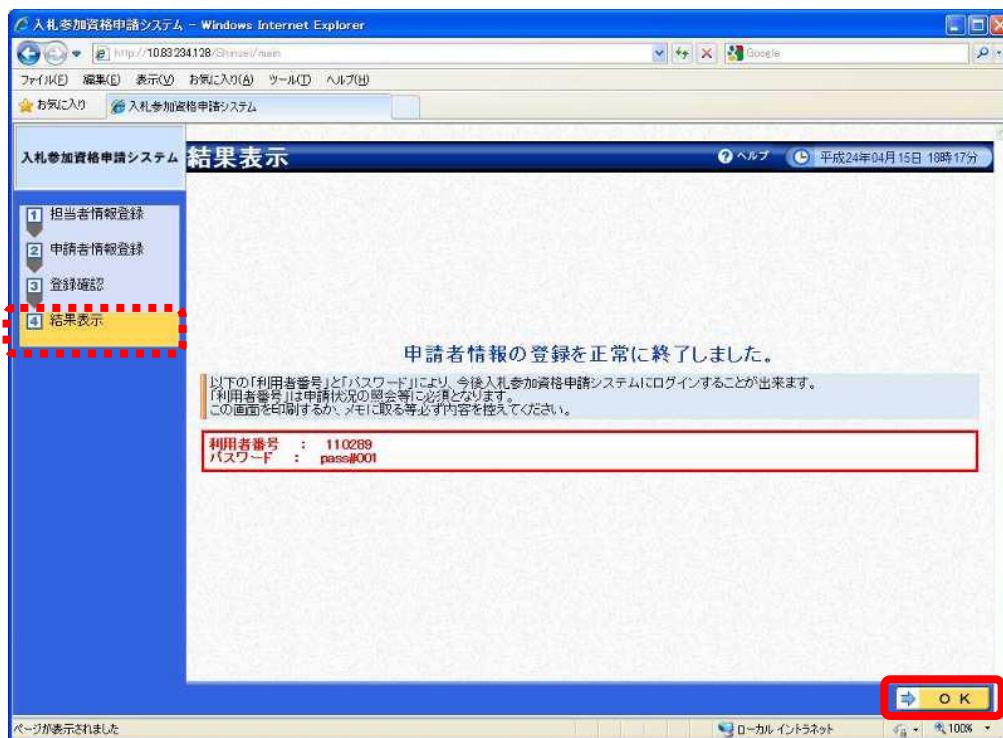 入札参加資格申請システム - Windows Internet Explorer
http://10.83.234.128/Shinsei/main
Google
ファイル(F) 編集(E) 表示(V) お気に入り(A) ツール(T) ヘルプ(H)
お気に入り 入札参加資格申請システム
入札参加資格申請システム
結果表示 ヘルプ 平成24年04月15日 18時17分
1 担当者情報登録
2 申請者情報登録
3 登録確認
4 結果表示
申請者情報の登録を正常に終了しました。
以下の「利用者番号」と「パスワード」により、今後入札参加資格申請システムにログインすることが出来ます。
「利用者番号」は申請状況の照会等に必須となります。
この画面を印刷するか、メモに取る等必ず内容を控えてください。
利用者番号 : 110289
パスワード : pass#001
OK
ページが表示されました ローカル イントラネット 100%